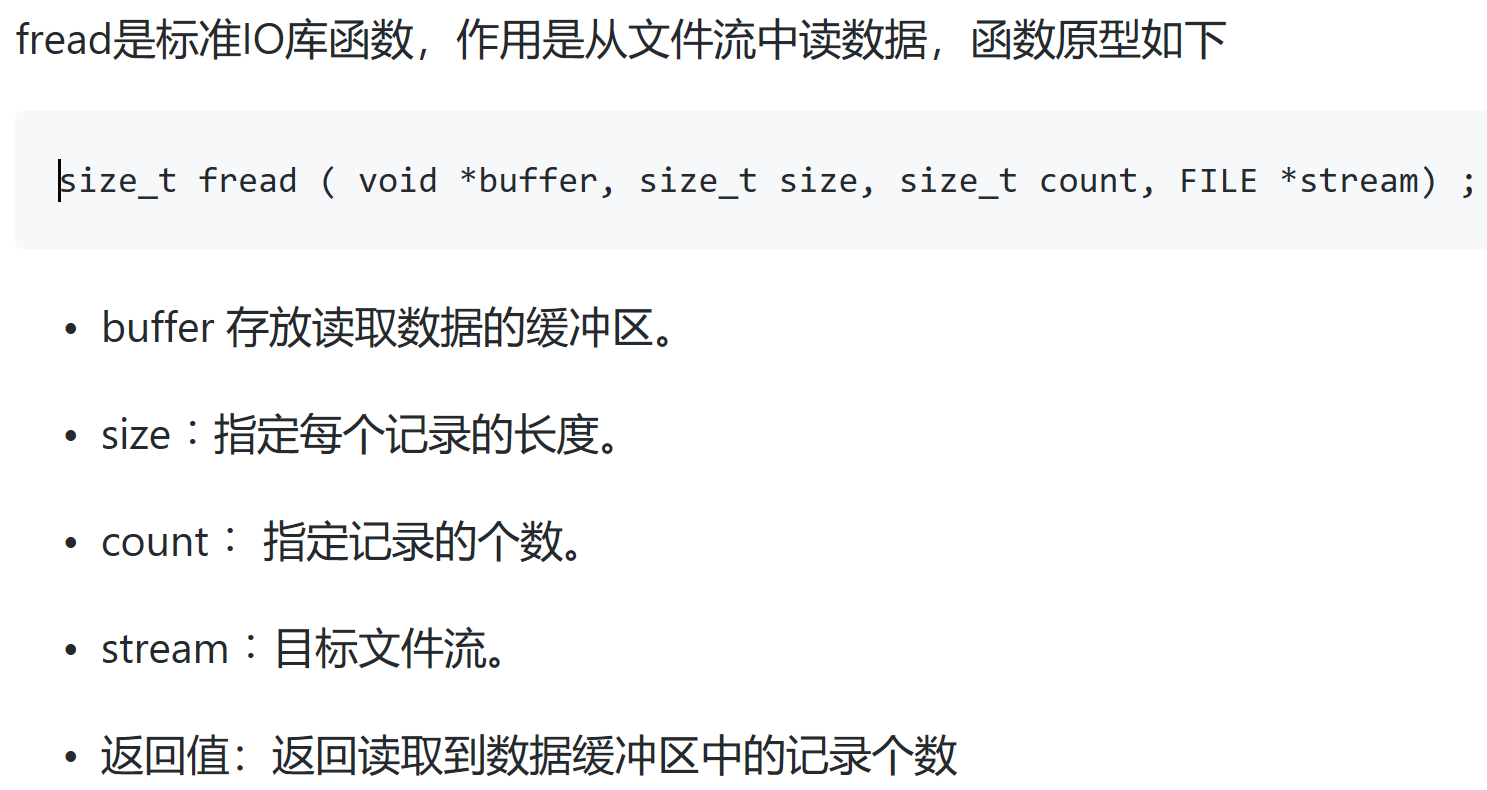 fread是标准IO库函数，作用是从文件流中读数据，函数原型如下
size_t fread ( void *buffer, size_t size, size_t count, FILE *stream) ;
• buffer 存放读取数据的缓冲区。
• size：指定每个记录的长度。
• count： 指定记录的个数。
• stream：目标文件流。
• 返回值：返回读取到数据缓冲区中的记录个数